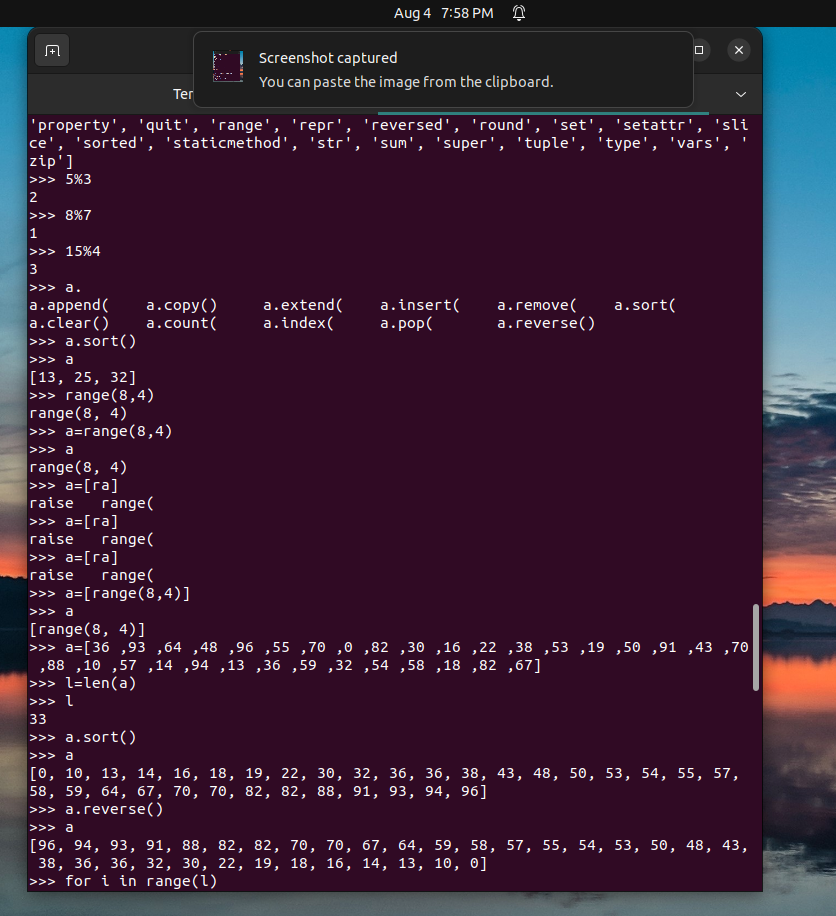 Aug 4 7:58 PM
Screenshot captured
You can paste the image from the clipboard.
Ter
'property', 'quit', 'range', 'repr', 'reversed', 'round', 'set', 'setattr', 'sli
ce', 'sorted', 'staticmethod', 'str', 'sum', 'super', 'tuple', 'type', 'vars', '
zip']
>>> 5%3
2
>>> 8%7
1
>>> 15%4
3
>>> a.
a.append( a.copy() a.extend( a.insert( a.remove( a.sort(
a.clear() a.count( a.index( a.pop( a.reverse()
>>> a.sort()
>>> a
[13, 25, 32]
>>> range(8,4)
range(8, 4)
>>> a=range(8,4)
>>> a
range(8, 4)
>>> a=[ra]
raise range(
>>> a=[ra]
raise range(
>>> a=[ra]
raise range(
>>> a=[range(8,4)]
>>> a
[range(8, 4)]
>>> a=[36 ,93 ,64 ,48 ,96 ,55 ,70 ,0 ,82 ,30 ,16 ,22 ,38 ,53 ,19 ,50 ,91 ,43 ,70
,88 ,10 ,57 ,14 ,94 ,13 ,36 ,59 ,32 ,54 ,58 ,18 ,82 ,67]
>>> l=len(a)
>>> l
33
>>> a.sort()
>>> a
[0, 10, 13, 14, 16, 18, 19, 22, 30, 32, 36, 36, 38, 43, 48, 50, 53, 54, 55, 57,
58, 59, 64, 67, 70, 70, 82, 82, 88, 91, 93, 94, 96]
>>> a.reverse()
>>> a
[96, 94, 93, 91, 88, 82, 82, 70, 70, 67, 64, 59, 58, 57, 55, 54, 53, 50, 48, 43,
38, 36, 36, 32, 30, 22, 19, 18, 16, 14, 13, 10, 0]
>>> for i in range(l)